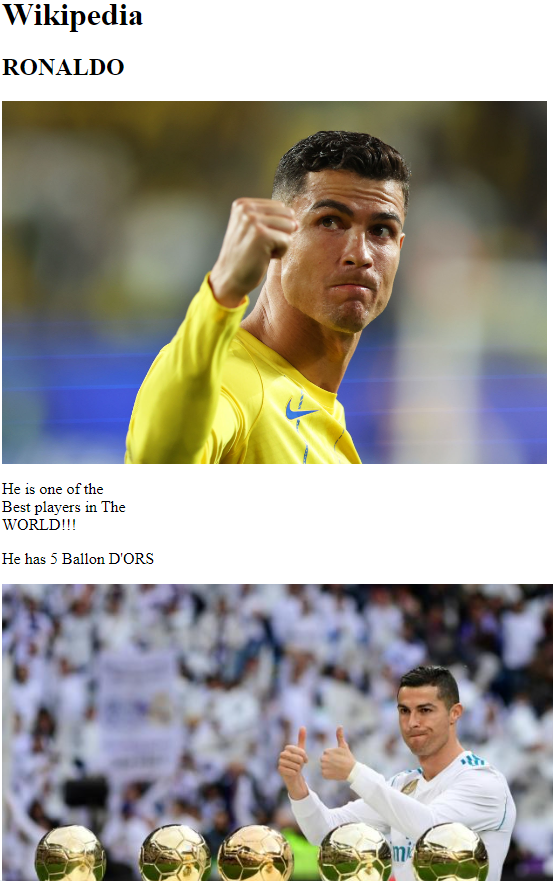 Wikipedia
RONALDO
He is one of the
Best players in The
WORLD!!!
He has 5 Ballon D'ORS